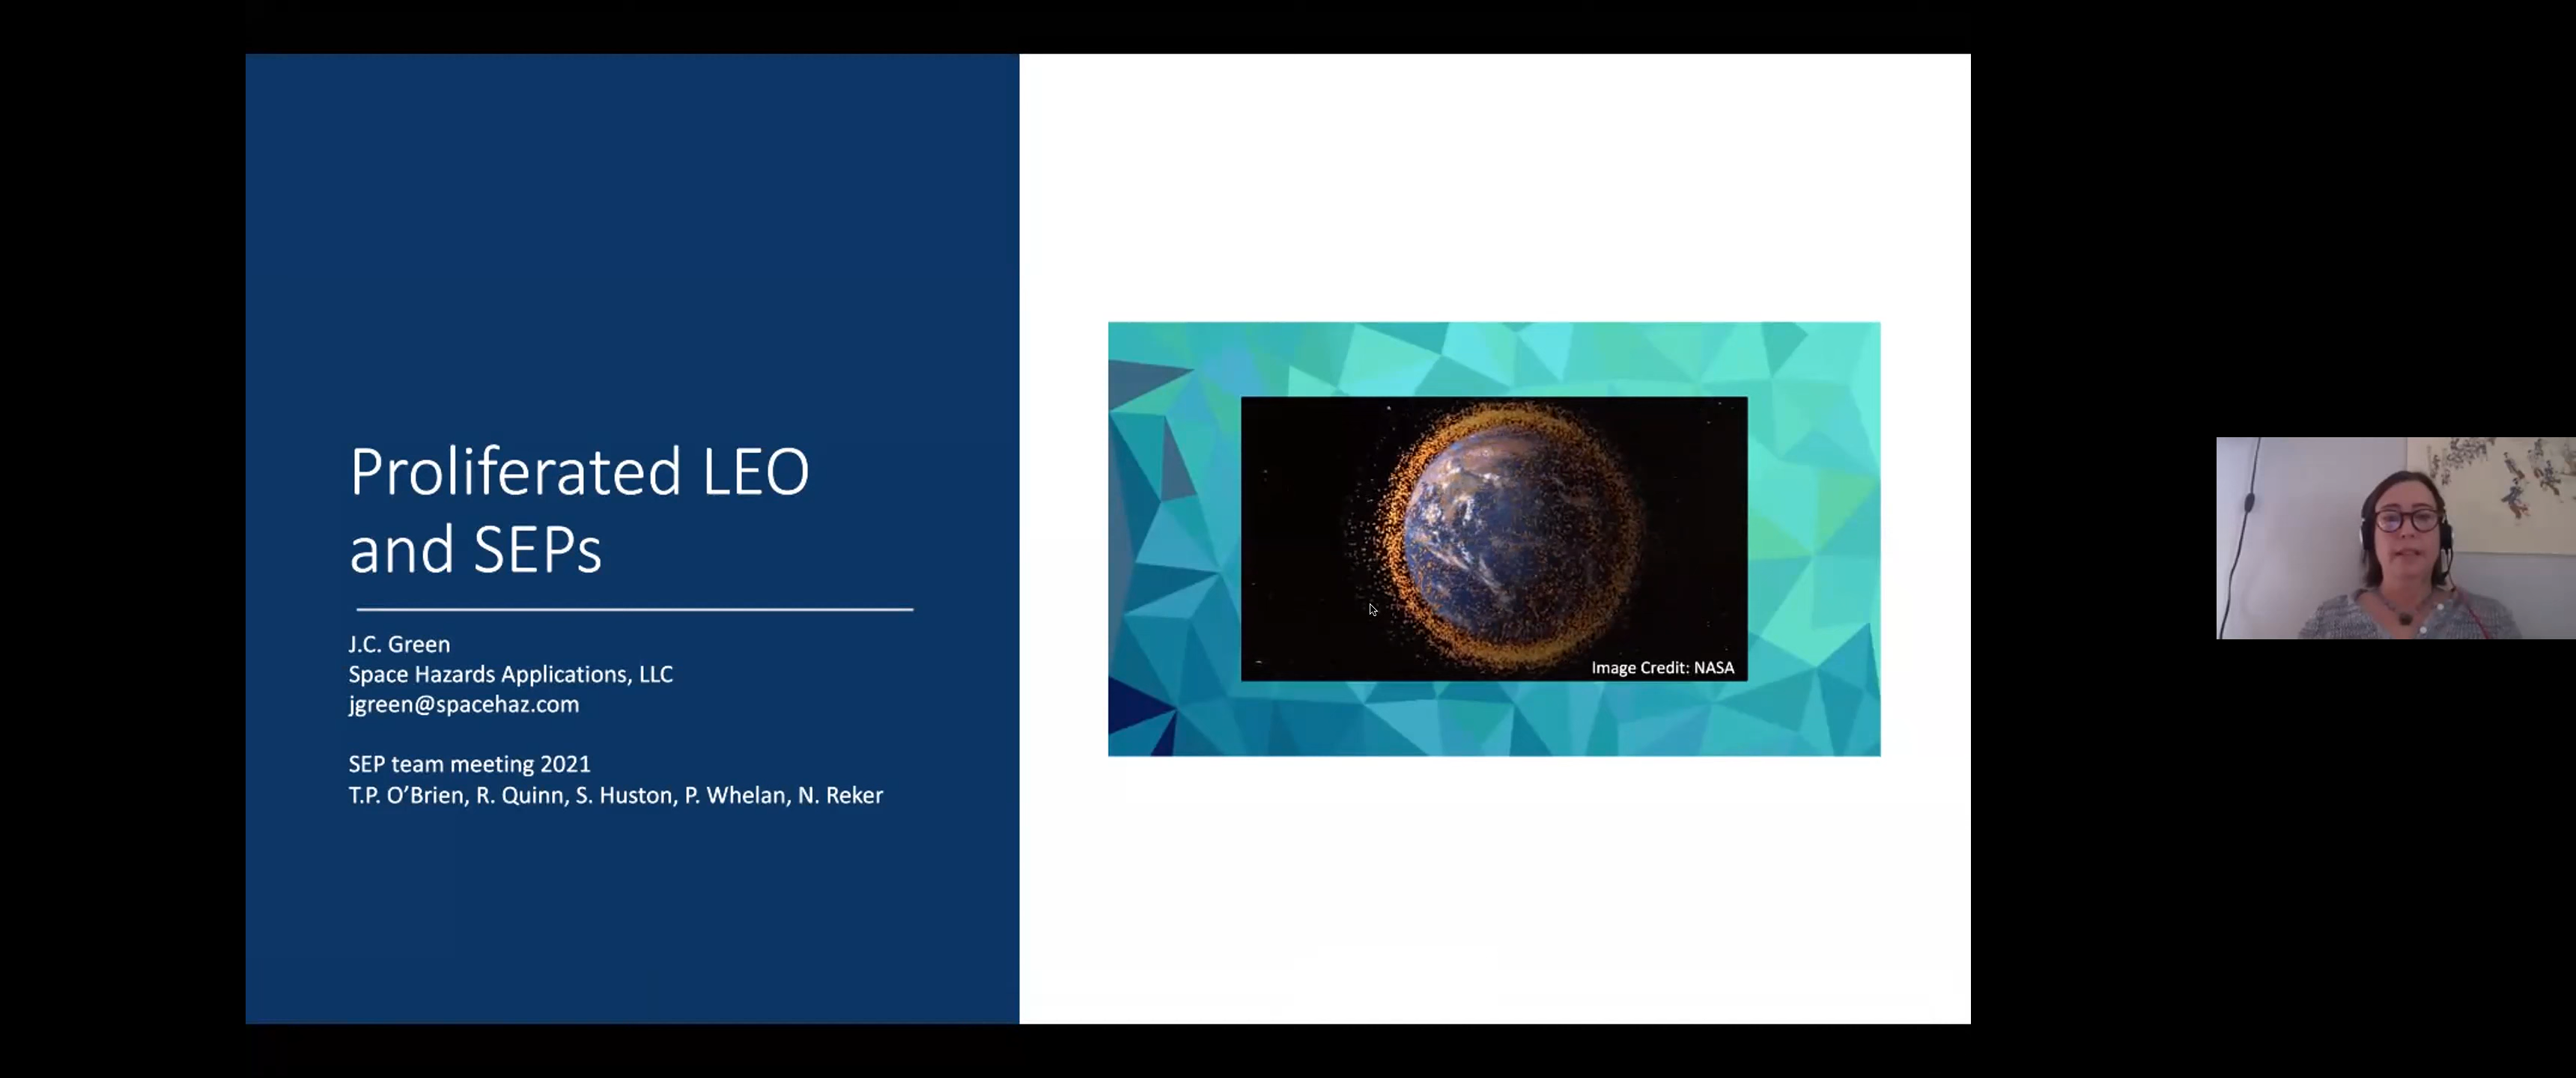 Proliferated LEO
and SEPs
J.C. Green
Space Hazards Applications, LLC
jgreen@spacehaz.com
SEP team meeting 2021
T.P. O’Brien, R. Quinn, S. Huston, P. Whelan, N. Reker
Image Credit: NASA